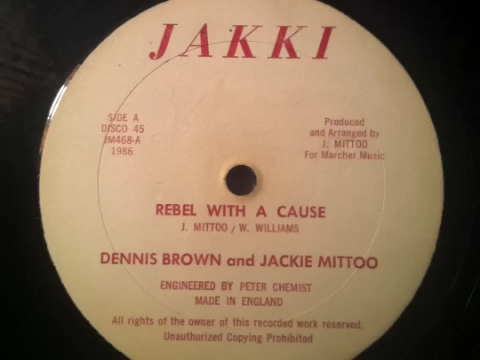 JAKKI
SIDE A
DISCO 45
JM468-A
1986
Produced
and Arranged by
J. MITTOO
For Marcher Music
REBEL WITH A CAUSE
J. MITTOO / W. WILLIAMS
DENNIS BROWN and JACKIE MITTOO
ENGINEERED BY PETER CHEMIST
MADE IN ENGLAND
All rights of the owner of this recorded work reserved.
Unauthorized Copying Prohibited